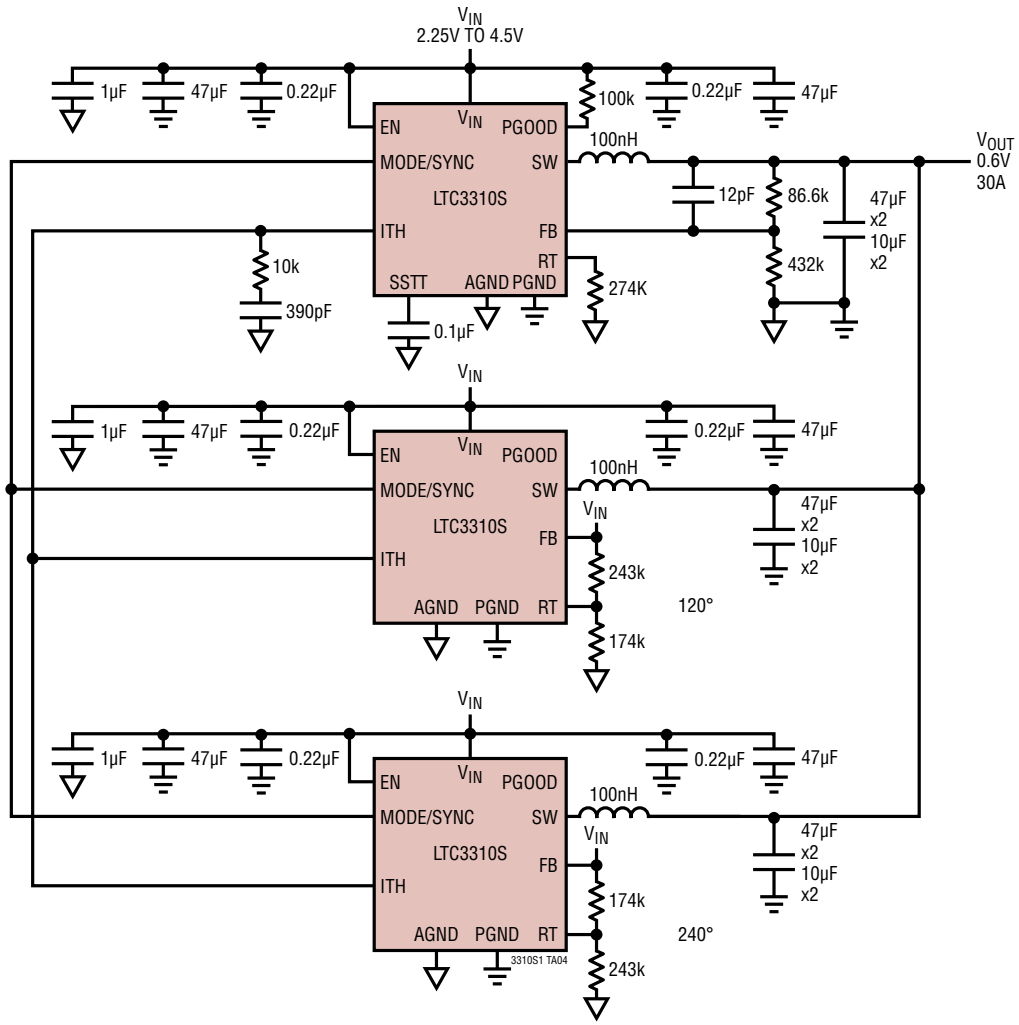 VIN
2.25V TO 4.5V
1µF
47µF
0.22µF
100k
0.22µF
47µF
EN
VIN
PGOOD
100nH
MODE/SYNC
SW
VOUT
0.6V
30A
LTC3310S
12pF
86.6k
47µF
x2
10µF
x2
ITH
FB
10k
RT
432k
390pF
SSTT
AGND
PGND
274K
0.1µF
VIN
1µF
47µF
0.22µF
0.22µF
47µF
EN
VIN
PGOOD
100nH
MODE/SYNC
SW
47µF
x2
10µF
x2
VIN
LTC3310S
FB
ITH
243k
AGND
PGND
RT
120°
174k
VIN
1µF
47µF
0.22µF
0.22µF
47µF
EN
VIN
PGOOD
100nH
MODE/SYNC
SW
47µF
x2
10µF
x2
VIN
LTC3310S
FB
ITH
174k
AGND
PGND
RT
240°
3310S1 TA04
243k